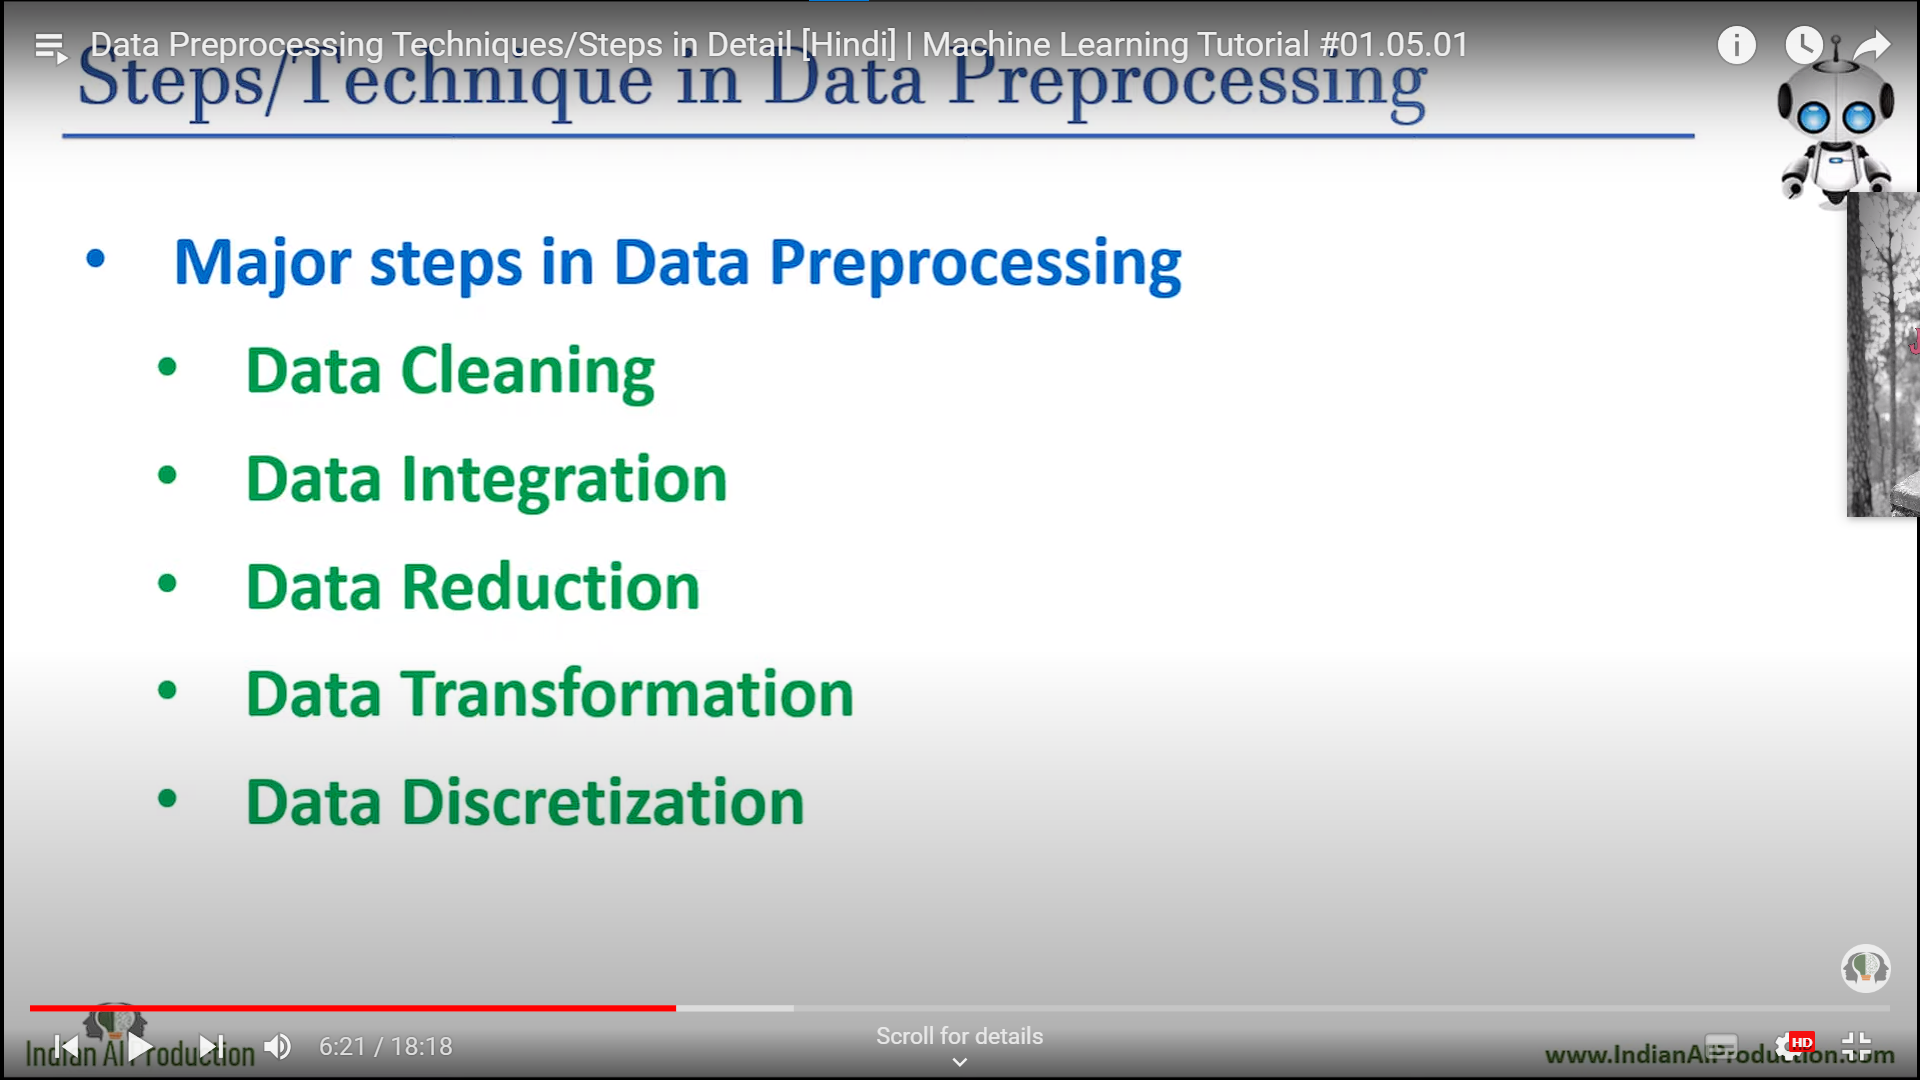 Data Preprocessing Techniques/Steps in Detail [Hindi] | Machine Learning Tutorial #01.05.01
Steps/Technique in Data Preprocessing
• Major steps in Data Preprocessing
• Data Cleaning
• Data Integration
• Data Reduction
• Data Transformation
• Data Discretization
Scroll for details
6:21 / 18:18
HD
Indian AI Production
www.IndianAIProduction.com